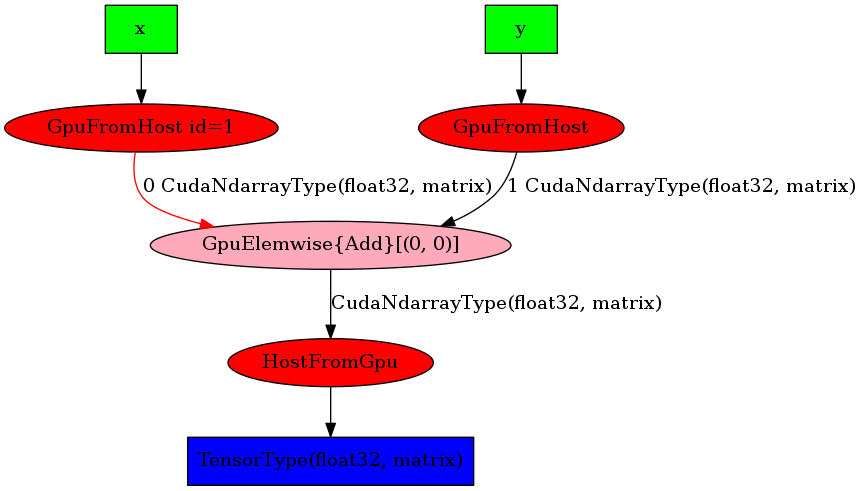 x
y
GpuFromHost id=1
GpuFromHost
0 CudaNdarrayType(float32, matrix)
1 CudaNdarrayType(float32, matrix)
GpuElemwise{Add}[(0, 0)]
CudaNdarrayType(float32, matrix)
HostFromGpu
TensorType(float32, matrix)